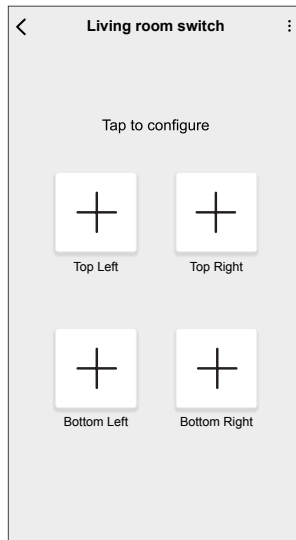 Living room switch
Tap to configure
Top Left
Top Right
Bottom Left
Bottom Right